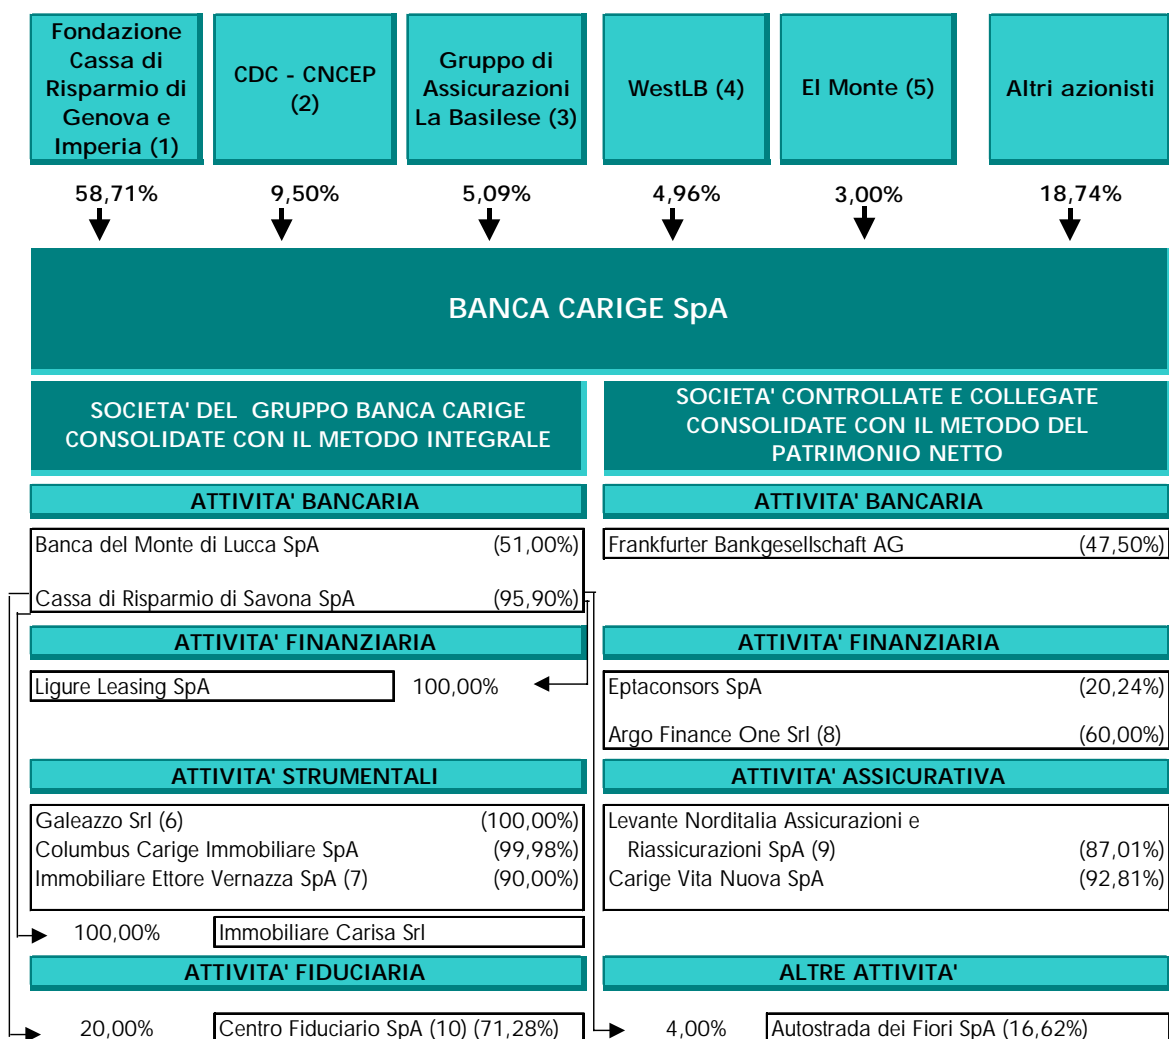 Fondazione
Cassa di
Risparmio di
Genova e
Imperia (1)
CDC - CNCEP
(2)
Gruppo di
Assicurazioni
La Basilese (3)
WestLB (4)
El Monte (5)
Altri azionisti
58,71%
9,50%
5,09%
4,96%
3,00%
18,74%
BANCA CARIGE SpA
SOCIETA' DEL GRUPPO BANCA CARIGE
CONSOLIDATE CON IL METODO INTEGRALE
SOCIETA' CONTROLLATE E COLLEGATE
CONSOLIDATE CON IL METODO DEL
PATRIMONIO NETTO
ATTIVITA' BANCARIA
Banca del Monte di Lucca SpA (51,00%)
Cassa di Risparmio di Savona SpA (95,90%)
ATTIVITA' BANCARIA
Frankfurter Bankgesellschaft AG (47,50%)
ATTIVITA' FINANZIARIA
Ligure Leasing SpA 100,00%
ATTIVITA' FINANZIARIA
Eptaconsors SpA (20,24%)
Argo Finance One Srl (8) (60,00%)
ATTIVITA' STRUMENTALI
Galeazzo Srl (6) (100,00%)
Columbus Carige Immobiliare SpA (99,98%)
Immobiliare Ettore Vernazza SpA (7) (90,00%)
100,00% Immobiliare Carisa Srl
ATTIVITA' ASSICURATIVA
Levante Norditalia Assicurazioni e
Riassicurazioni SpA (9) (87,01%)
Carige Vita Nuova SpA (92,81%)
ATTIVITA' FIDUCIARIA
20,00% Centro Fiduciario SpA (10) (71,28%)
ALTRE ATTIVITA'
4,00% Autostrada dei Fiori SpA (16,62%)